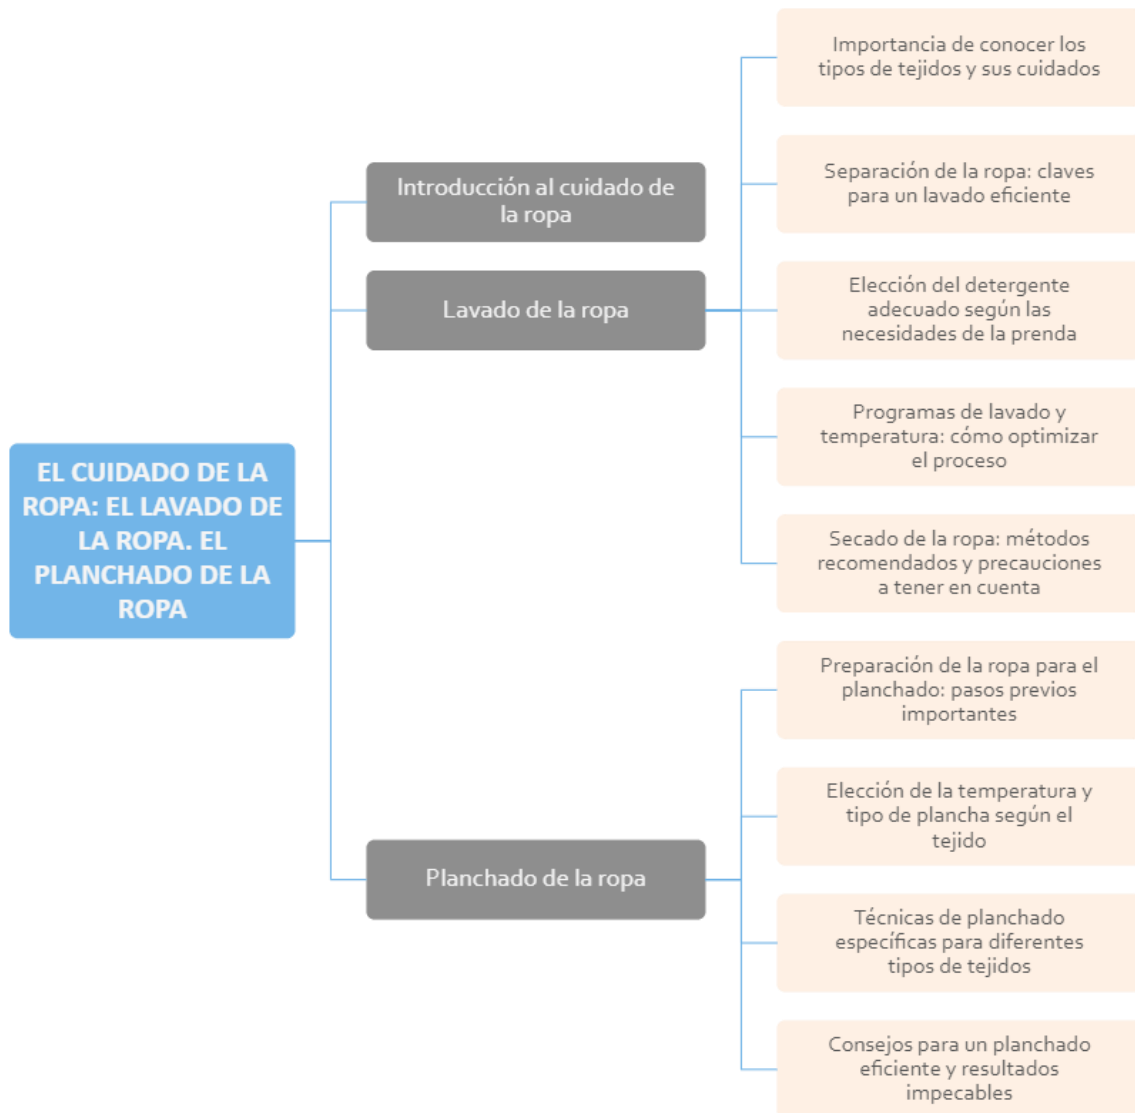 EL CUIDADO DE LA
ROPA: EL LAVADO DE
LA ROPA. EL
PLANCHADO DE LA
ROPA
Introducción al cuidado de
la ropa
Lavado de la ropa
Importancia de conocer los
tipos de tejidos y sus cuidados
Separación de la ropa: claves
para un lavado eficiente
Elección del detergente
adecuado según las
necesidades de la prenda
Programas de lavado y
temperatura: cómo optimizar
el proceso
Secado de la ropa: métodos
recomendados y precauciones
a tener en cuenta
Planchado de la ropa
Preparación de la ropa para el
planchado: pasos previos
importantes
Elección de la temperatura y
tipo de plancha según el
tejido
Técnicas de planchado
específicas para diferentes
tipos de tejidos
Consejos para un planchado
eficiente y resultados
impecables